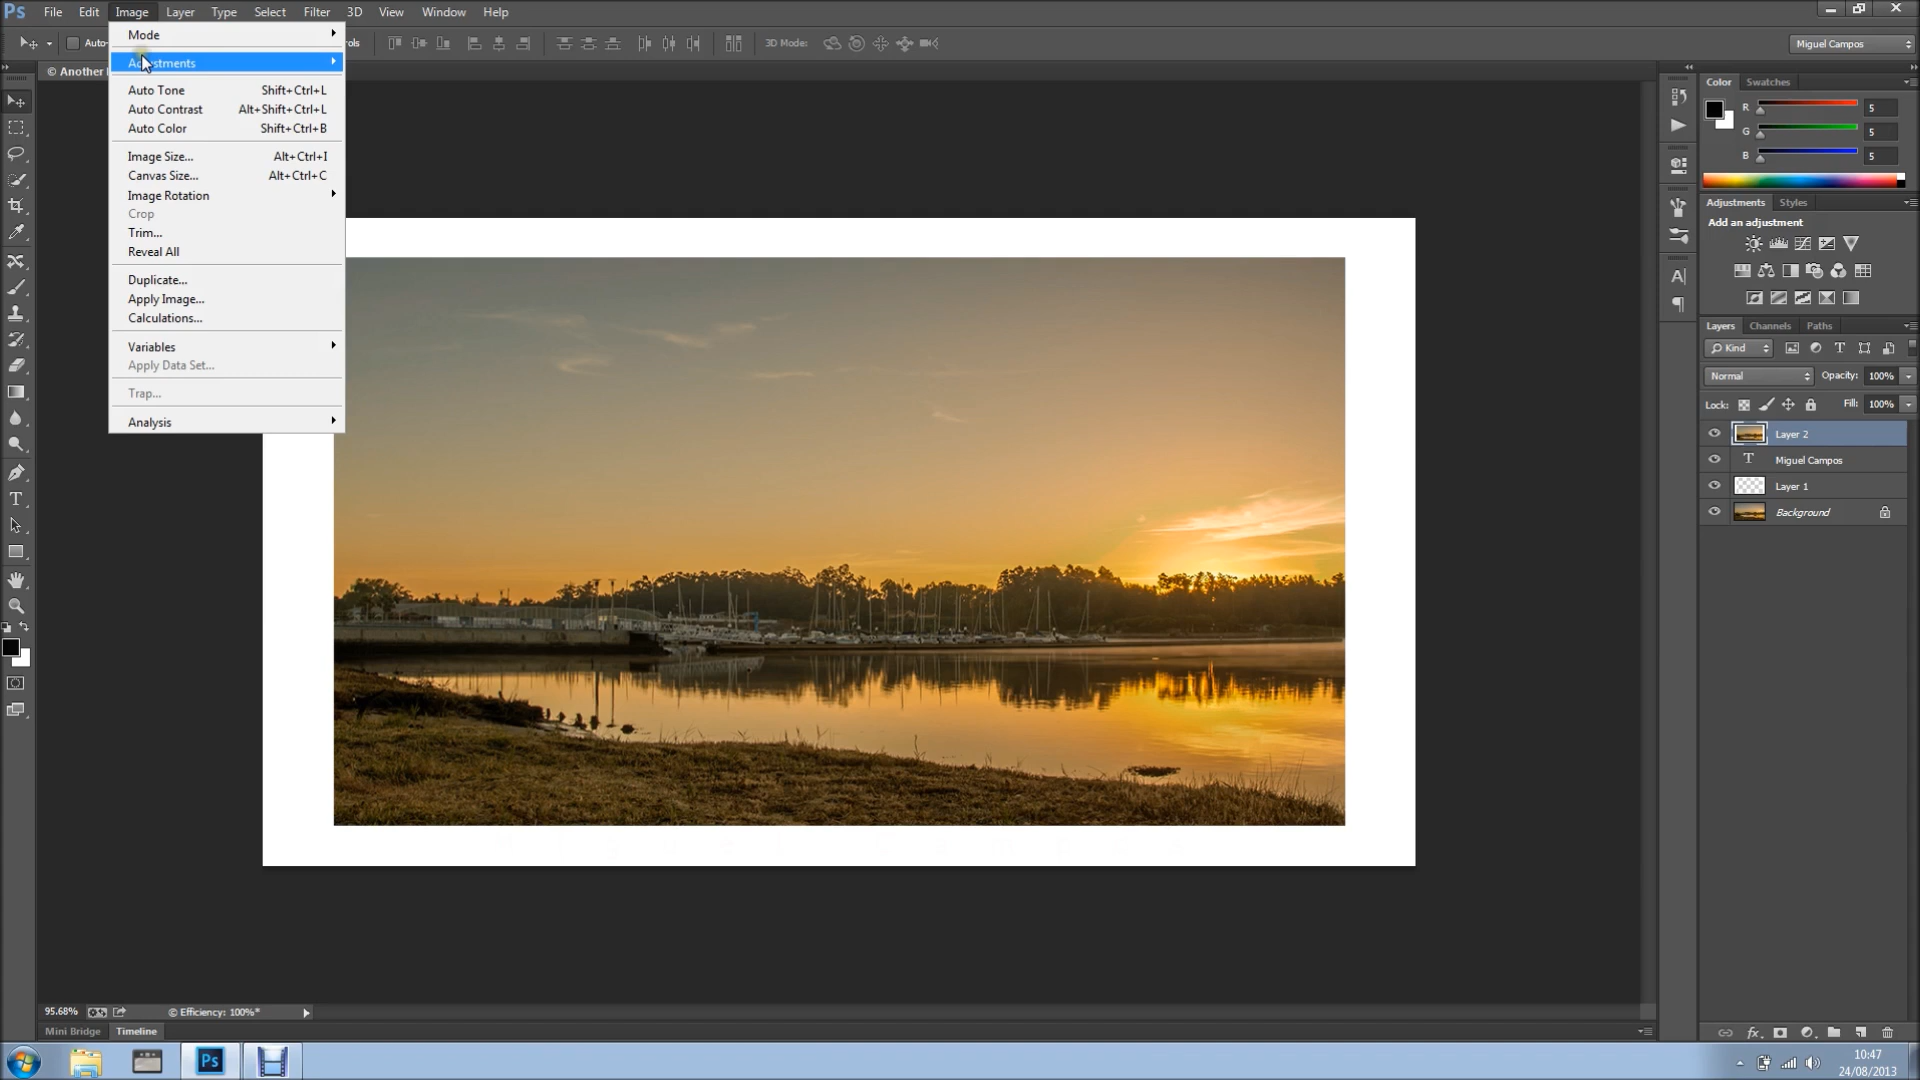 Ps File Edit Image Layer Type Select Filter 3D View Window Help
Auto- ols 3D Mode: Miguel Campos
© Another
Mode
Adjustments
Auto Tone Shift+Ctrl+L
Auto Contrast Alt+Shift+Ctrl+L
Auto Color Shift+Ctrl+B
Image Size... Alt+Ctrl+I
Canvas Size... Alt+Ctrl+C
Image Rotation
Crop
Trim...
Reveal All
Duplicate...
Apply Image...
Calculations...
Variables
Apply Data Set...
Trap...
Analysis
Color Swatches
R 5
G 5
B 5
Adjustments Styles
Add an adjustment
Layers Channels Paths
Kind
Normal Opacity: 100%
Lock: Fill: 100%
Layer 2
T Miguel Campos
Layer 1
Background
95.68% © Efficiency: 100%*
Mini Bridge Timeline
Ps
10:47
24/08/2013